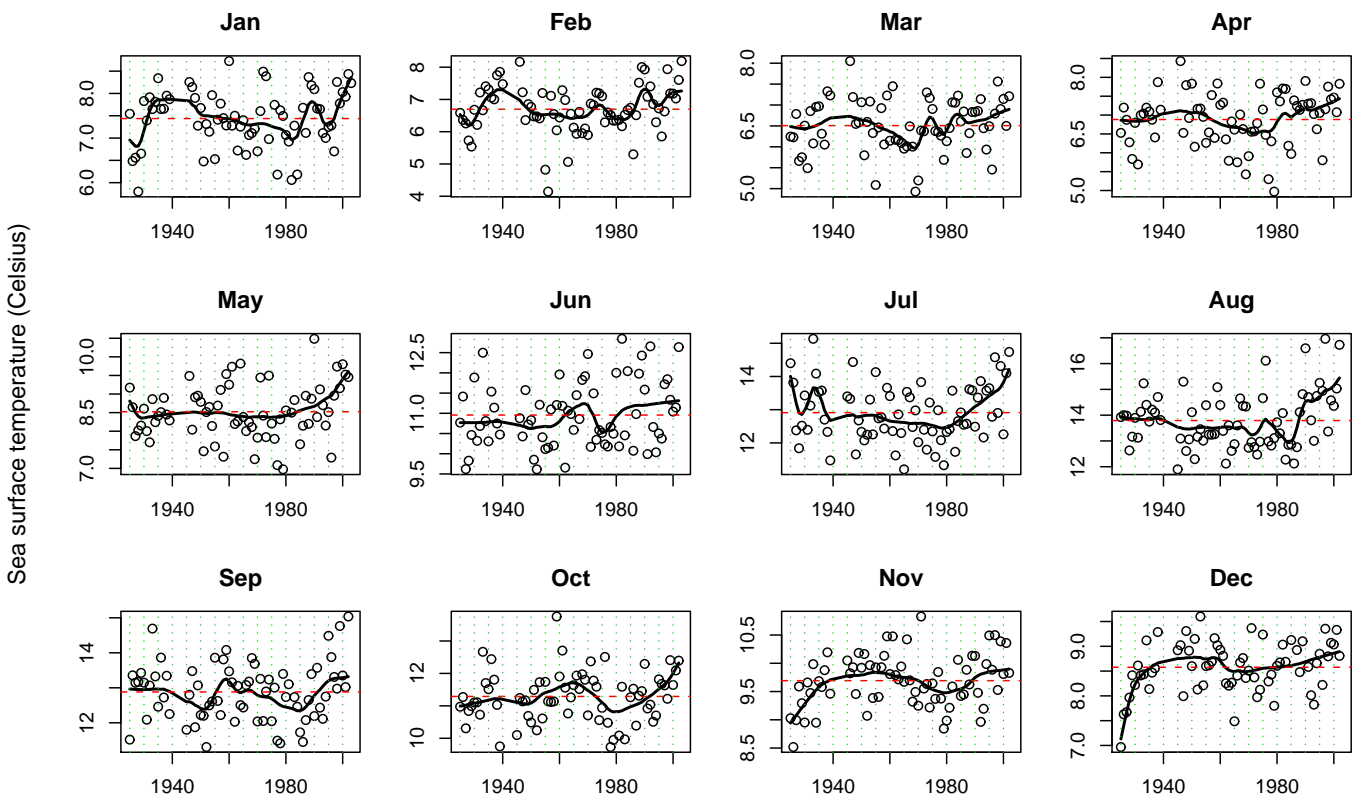 Jan Feb Mar Apr
6.0 7.0 8.0
4 5 6 7 8
5.0 6.5 8.0
5.0 6.0 7.0 8.0
1940 1980 1940 1980 1940 1980 1940 1980
Sea surface temperature (Celsius)
May Jun Jul Aug
7.0 8.5 10.0
9.5 11.0 12.5
12 14
12 14 16
1940 1980 1940 1980 1940 1980 1940 1980
Sep Oct Nov Dec
12 14
10 12
8.5 9.5 10.5
7.0 8.0 9.0
1940 1980 1940 1980 1940 1980 1940 1980